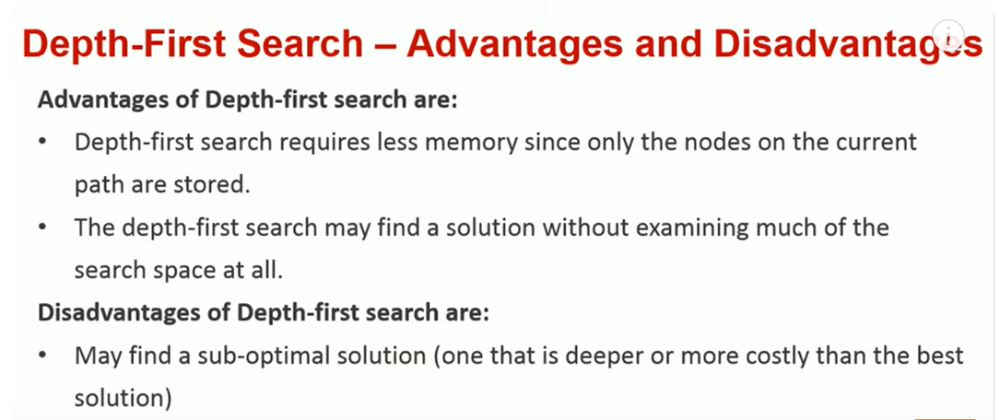 Depth-First Search – Advantages and Disadvantages
Advantages of Depth-first search are:
• Depth-first search requires less memory since only the nodes on the current
path are stored.
• The depth-first search may find a solution without examining much of the
search space at all.
Disadvantages of Depth-first search are:
• May find a sub-optimal solution (one that is deeper or more costly than the best
solution)